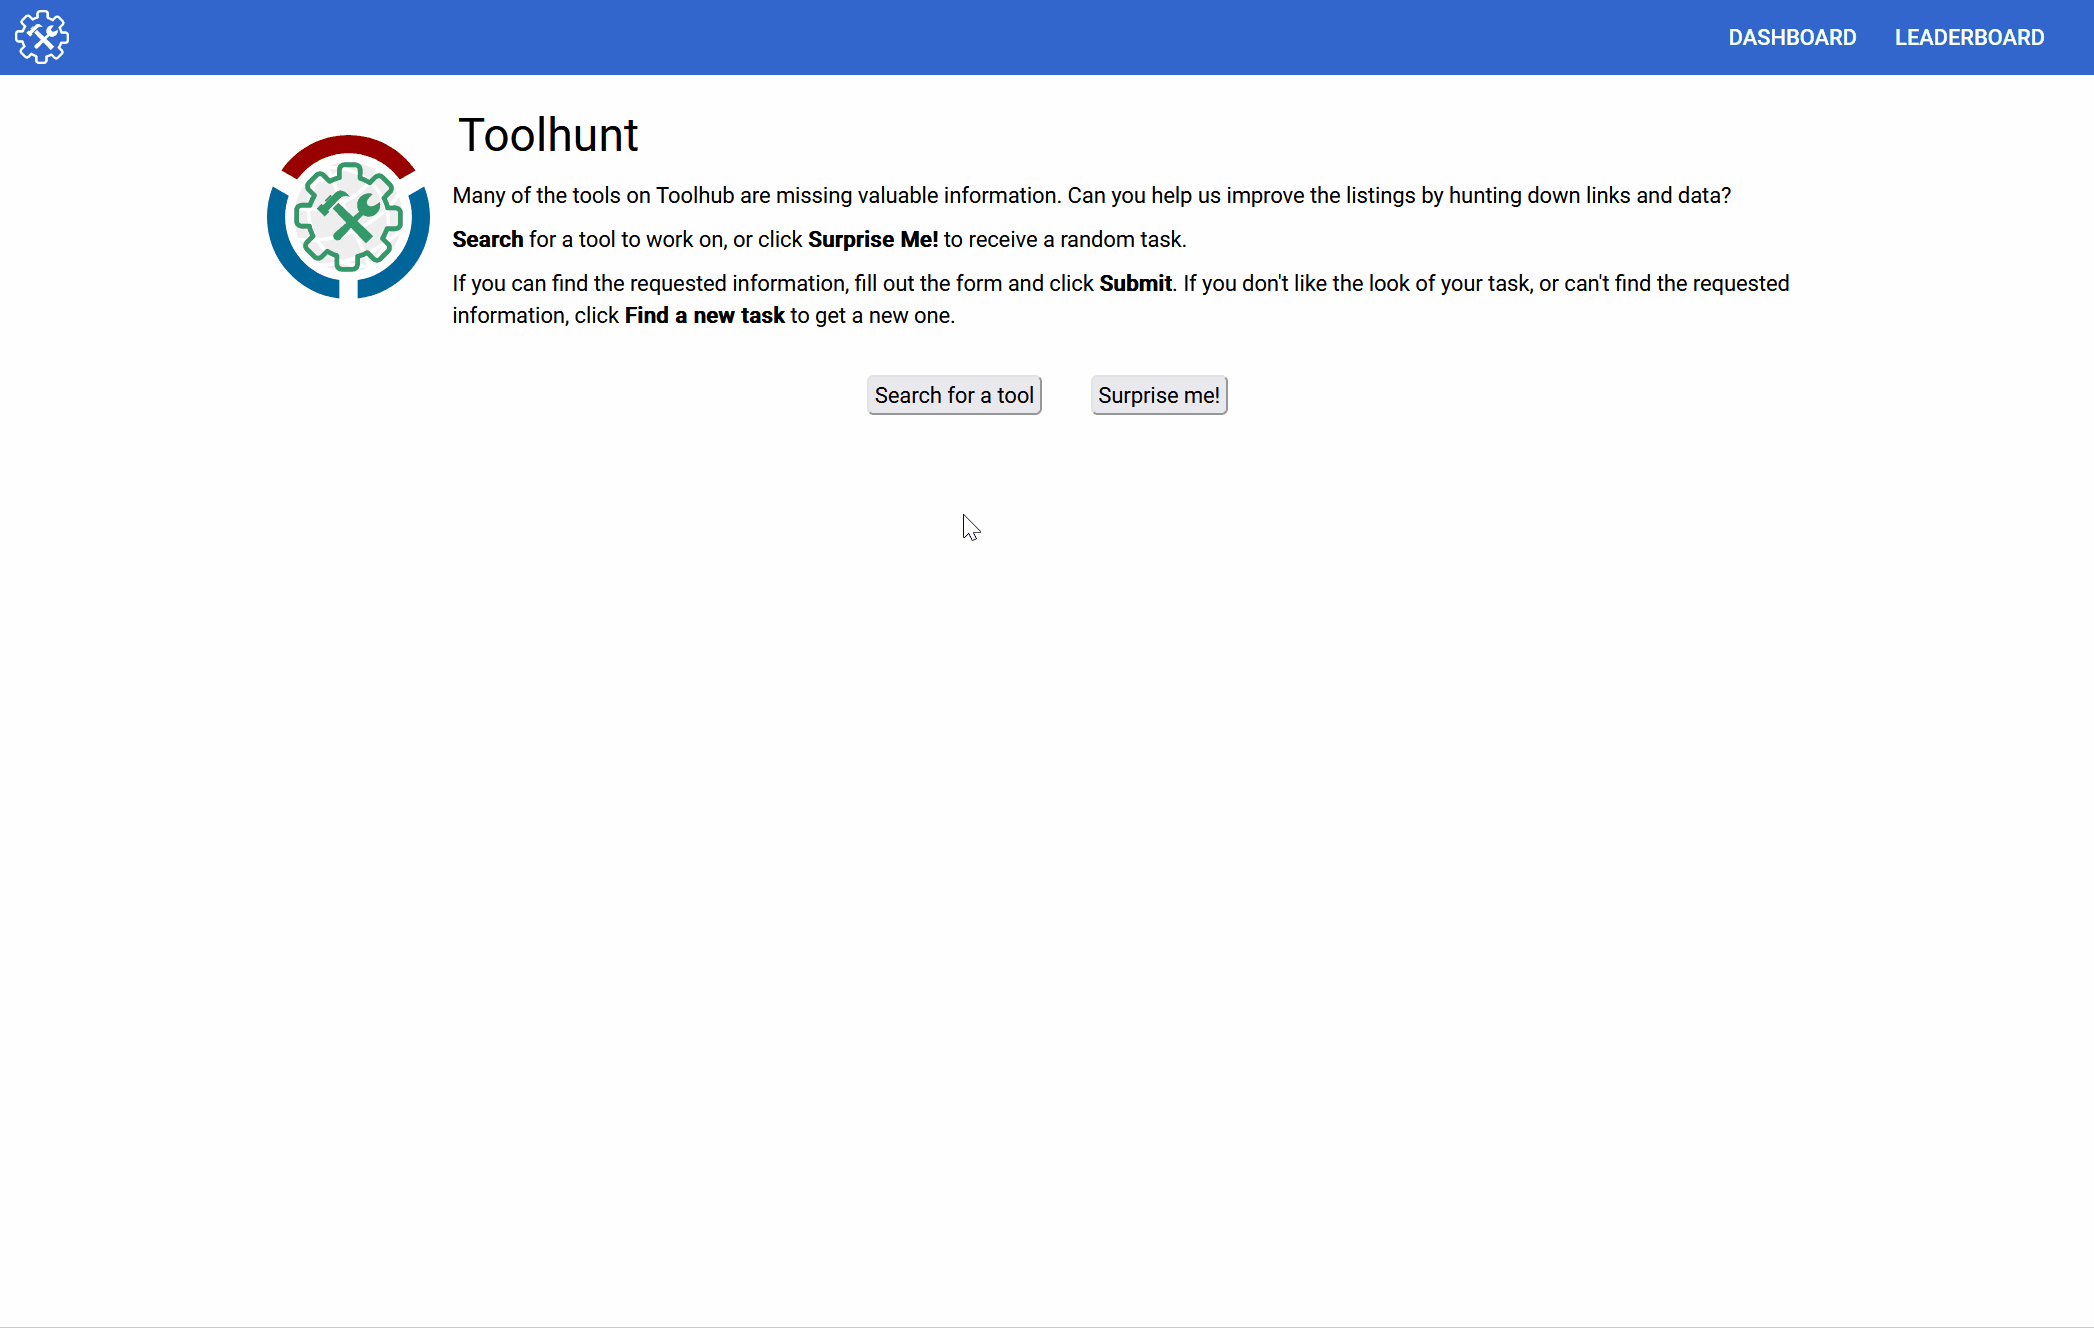 DASHBOARD LEADERBOARD
Toolhunt
Many of the tools on Toolhub are missing valuable information. Can you help us improve the listings by hunting down links and data?
Search for a tool to work on, or click Surprise Me! to receive a random task.
If you can find the requested information, fill out the form and click Submit. If you don't like the look of your task, or can't find the requested
information, click Find a new task to get a new one.
Search for a tool Surprise me!